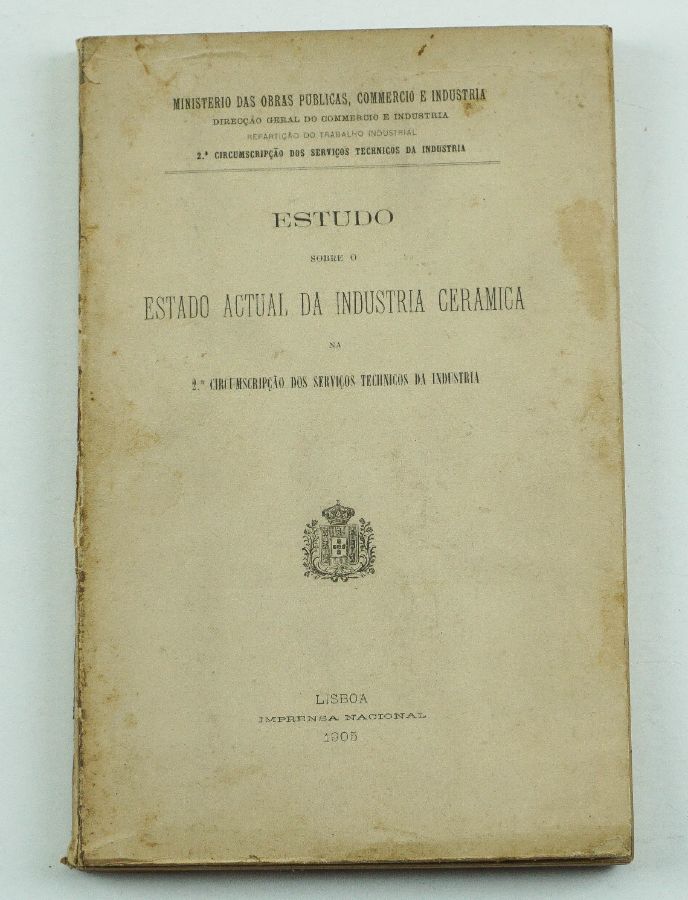 MINISTERIO DAS OBRAS PUBLICAS, COMMERCIO E INDUSTRIA
DIRECÇÃO GERAL DO COMMERCIO E INDUSTRIA
REPARTIÇÃO DO TRABALHO INDUSTRIAL
2.ª CIRCUMSCRIPÇÃO DOS SERVIÇOS TECHNICOS DA INDUSTRIA
ESTUDO
SOBRE O
ESTADO ACTUAL DA INDUSTRIA CERAMICA
NA
2.ª CIRCUMSCRIPÇÃO DOS SERVIÇOS TECHNICOS DA INDUSTRIA
LISBOA
IMPRENSA NACIONAL
1905